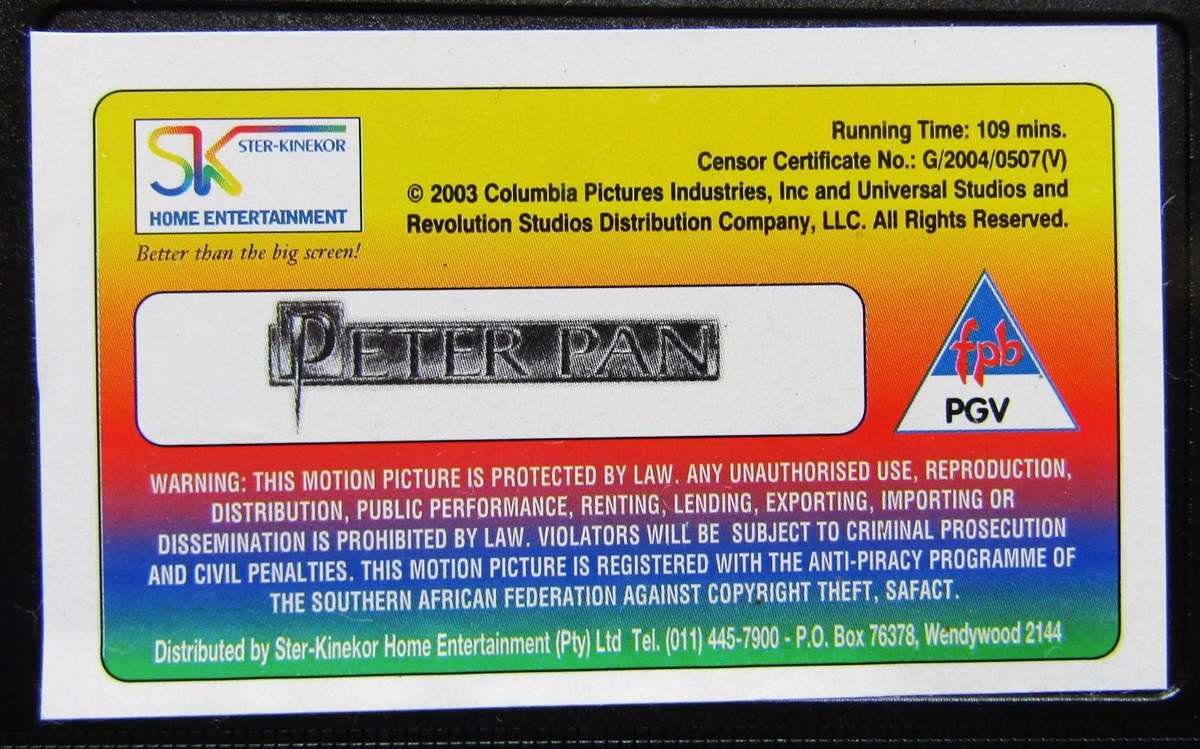 SK STER-KINEKOR
HOME ENTERTAINMENT
Better than the big screen!
Running Time: 109 mins.
Censor Certificate No.: G/2004/0507(V)
© 2003 Columbia Pictures Industries, Inc and Universal Studios and
Revolution Studios Distribution Company, LLC. All Rights Reserved.
PETER PAN
fpb
PGV
WARNING: THIS MOTION PICTURE IS PROTECTED BY LAW. ANY UNAUTHORISED USE, REPRODUCTION,
DISTRIBUTION, PUBLIC PERFORMANCE, RENTING, LENDING, EXPORTING, IMPORTING OR
DISSEMINATION IS PROHIBITED BY LAW. VIOLATORS WILL BE SUBJECT TO CRIMINAL PROSECUTION
AND CIVIL PENALTIES. THIS MOTION PICTURE IS REGISTERED WITH THE ANTI-PIRACY PROGRAMME OF
THE SOUTHERN AFRICAN FEDERATION AGAINST COPYRIGHT THEFT, SAFACT.
Distributed by Ster-Kinekor Home Entertainment (Pty) Ltd Tel. (011) 445-7900 - P.O. Box 76378, Wendywood 2144